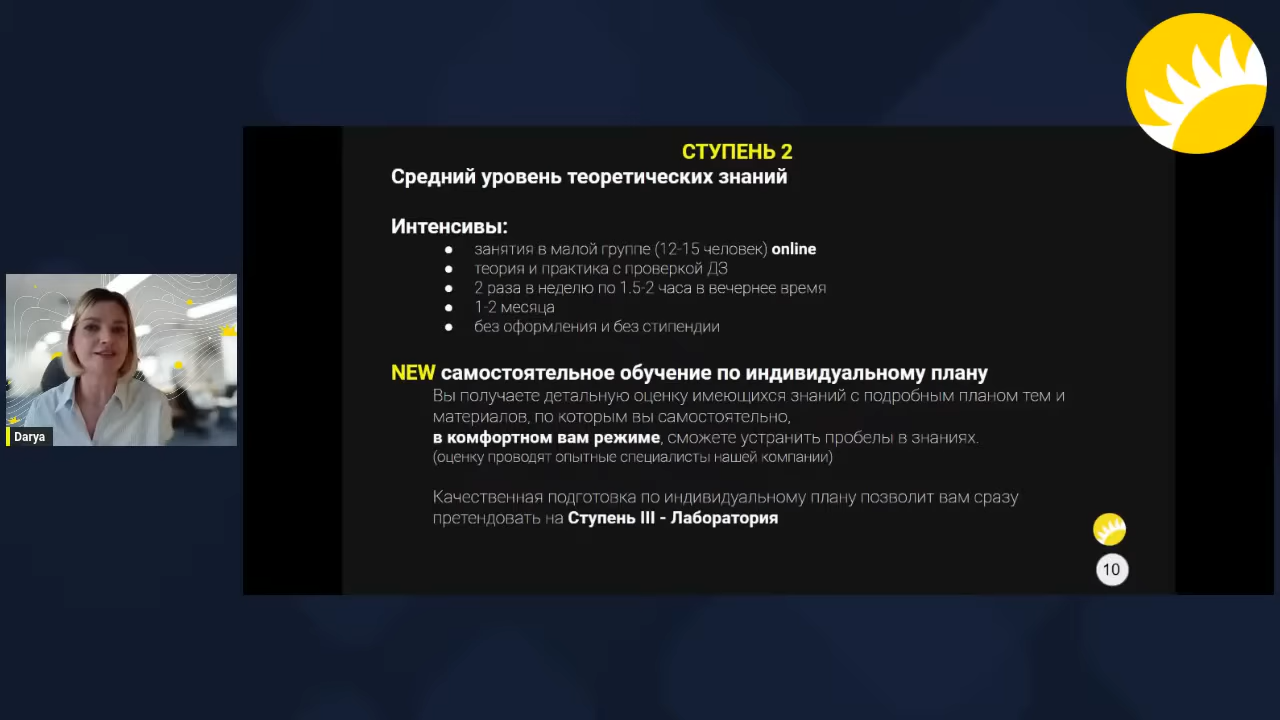 СТУПЕНЬ 2
Средний уровень теоретических знаний
Интенсивы:
● занятия в малой группе (12-15 человек) online
● теория и практика с проверкой ДЗ
● 2 раза в неделю по 1.5-2 часа в вечернее время
● 1-2 месяца
● без оформления и без стипендии
NEW самостоятельное обучение по индивидуальному плану
Вы получаете детальную оценку имеющихся знаний с подробным планом тем и
материалов, по которым вы самостоятельно,
в комфортном вам режиме, сможете устранить пробелы в знаниях.
(оценку проводят опытные специалисты нашей компании)
Качественная подготовка по индивидуальному плану позволит вам сразу
претендовать на Ступень III - Лаборатория
10
Darya